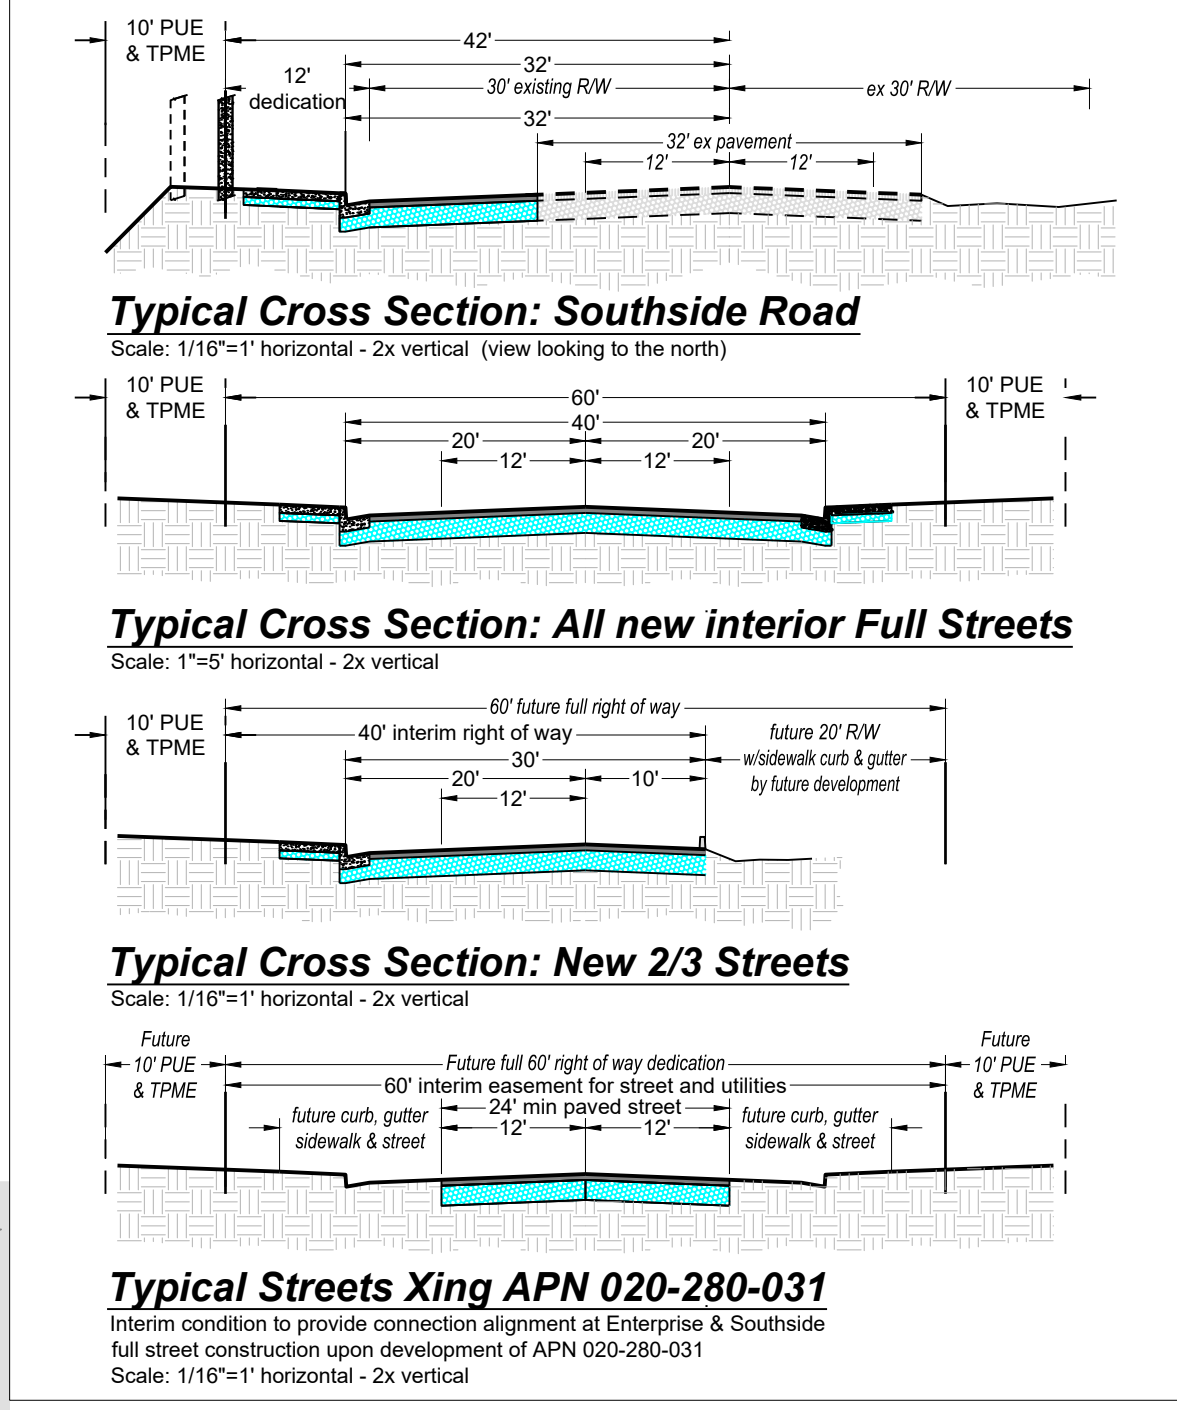 10' PUE
& TPME
42'
32'
12'
dedication
30' existing R/W
ex 30' R/W
32'
32' ex pavement
12'
12'
Typical Cross Section: Southside Road
Scale: 1/16"=1' horizontal - 2x vertical (view looking to the north)
10' PUE
& TPME
60'
10' PUE
& TPME
40'
20'
20'
12'
12'
Typical Cross Section: All new interior Full Streets
Scale: 1"=5' horizontal - 2x vertical
60' future full right of way
10' PUE
& TPME
40' interim right of way
future 20' R/W
w/sidewalk curb & gutter
by future development
30'
20'
10'
12'
Typical Cross Section: New 2/3 Streets
Scale: 1/16"=1' horizontal - 2x vertical
Future
10' PUE
& TPME
Future full 60' right of way dedication
Future
10' PUE
& TPME
60' interim easement for street and utilities
24' min paved street
future curb, gutter
sidewalk & street
12'
12'
future curb, gutter
sidewalk & street
Typical Streets Xing APN 020-280-031
Interim condition to provide connection alignment at Enterprise & Southside
full street construction upon development of APN 020-280-031
Scale: 1/16"=1' horizontal - 2x vertical